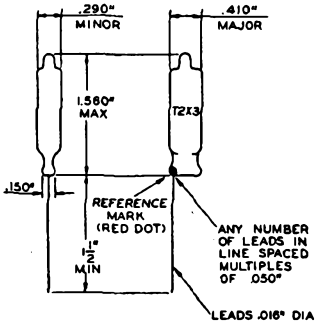 .290"
MINOR
.410"
MAJOR
1.560"
MAX
T2X3
.150"
REFERENCE
MARK
(RED DOT)
1 1/2"
MIN
ANY NUMBER
OF LEADS IN
LINE SPACED
MULTIPLES
OF .050"
LEADS .016" DIA